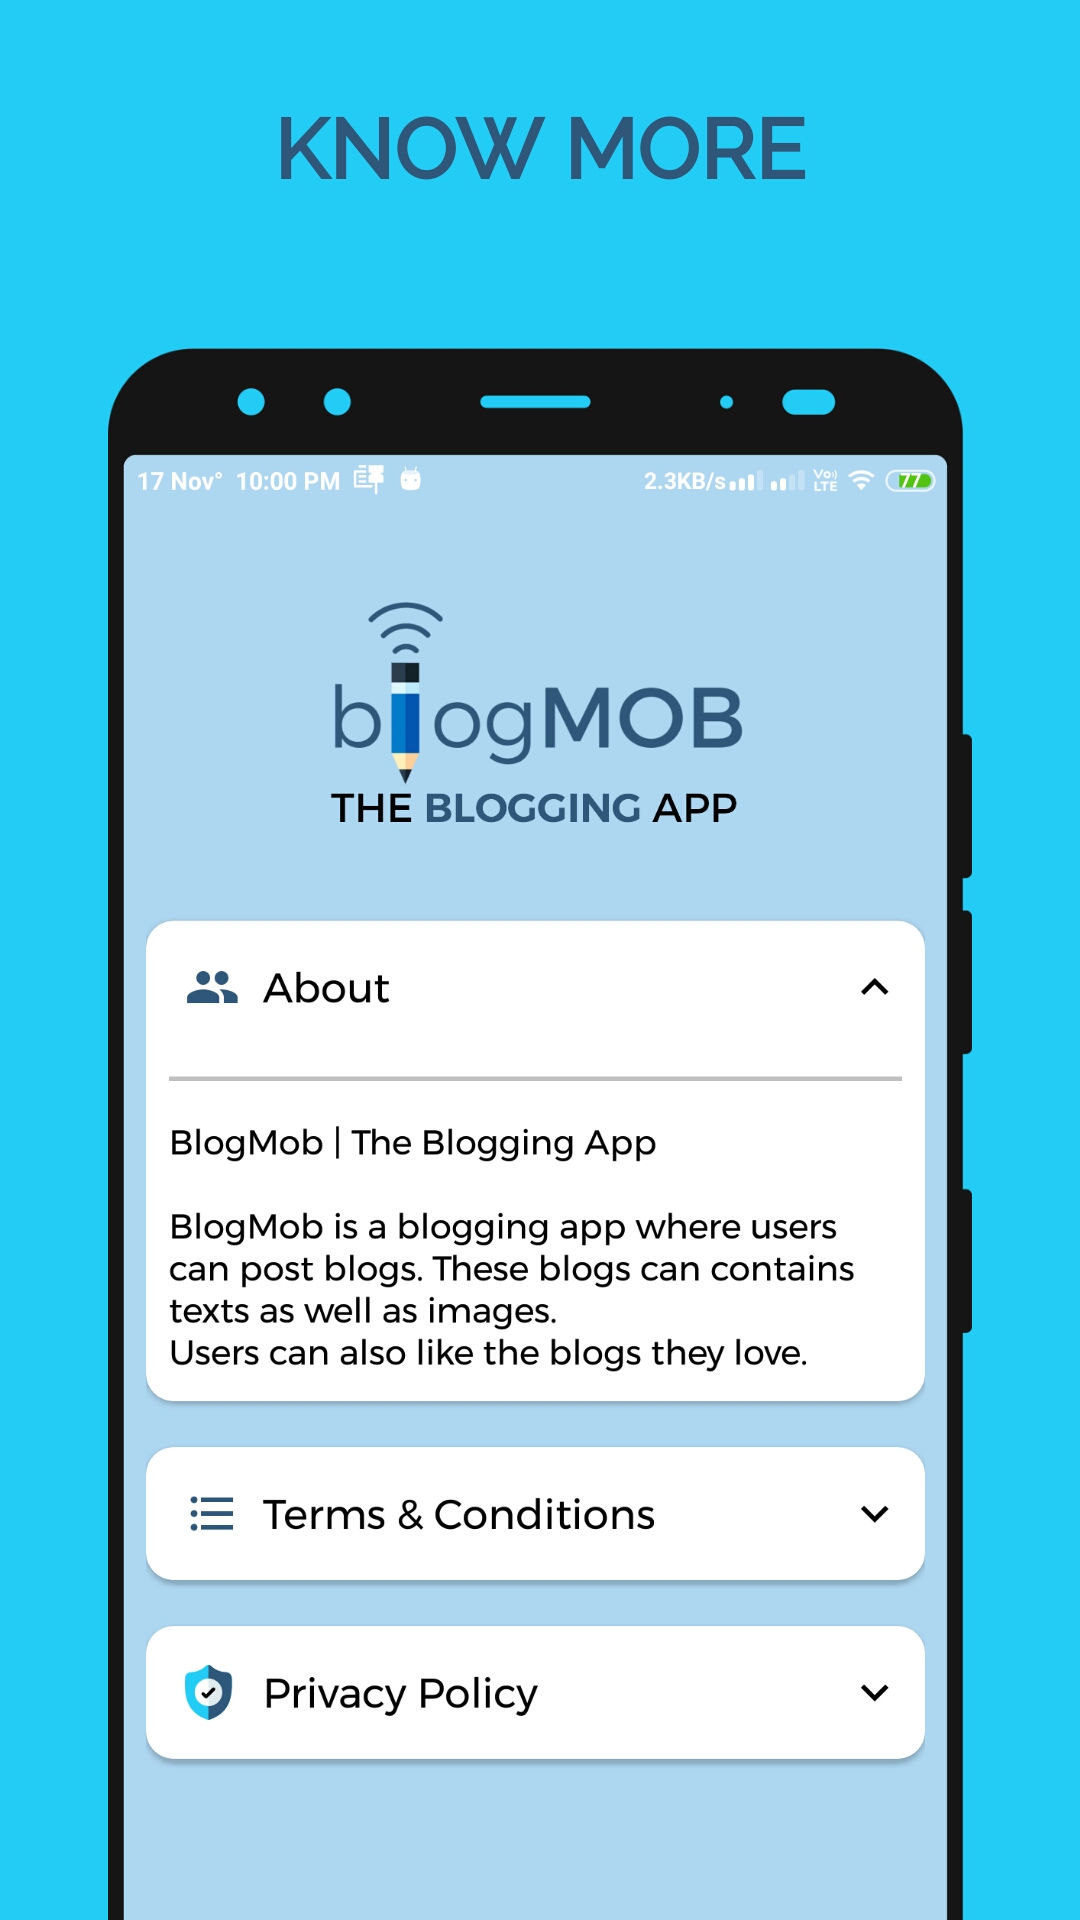 KNOW MORE
17 Nov° 10:00 PM 2.3KB/s Vo)) LTE 77
blogMOB
THE BLOGGING APP
About
BlogMob | The Blogging App
BlogMob is a blogging app where users
can post blogs. These blogs can contains
texts as well as images.
Users can also like the blogs they love.
Terms & Conditions
Privacy Policy